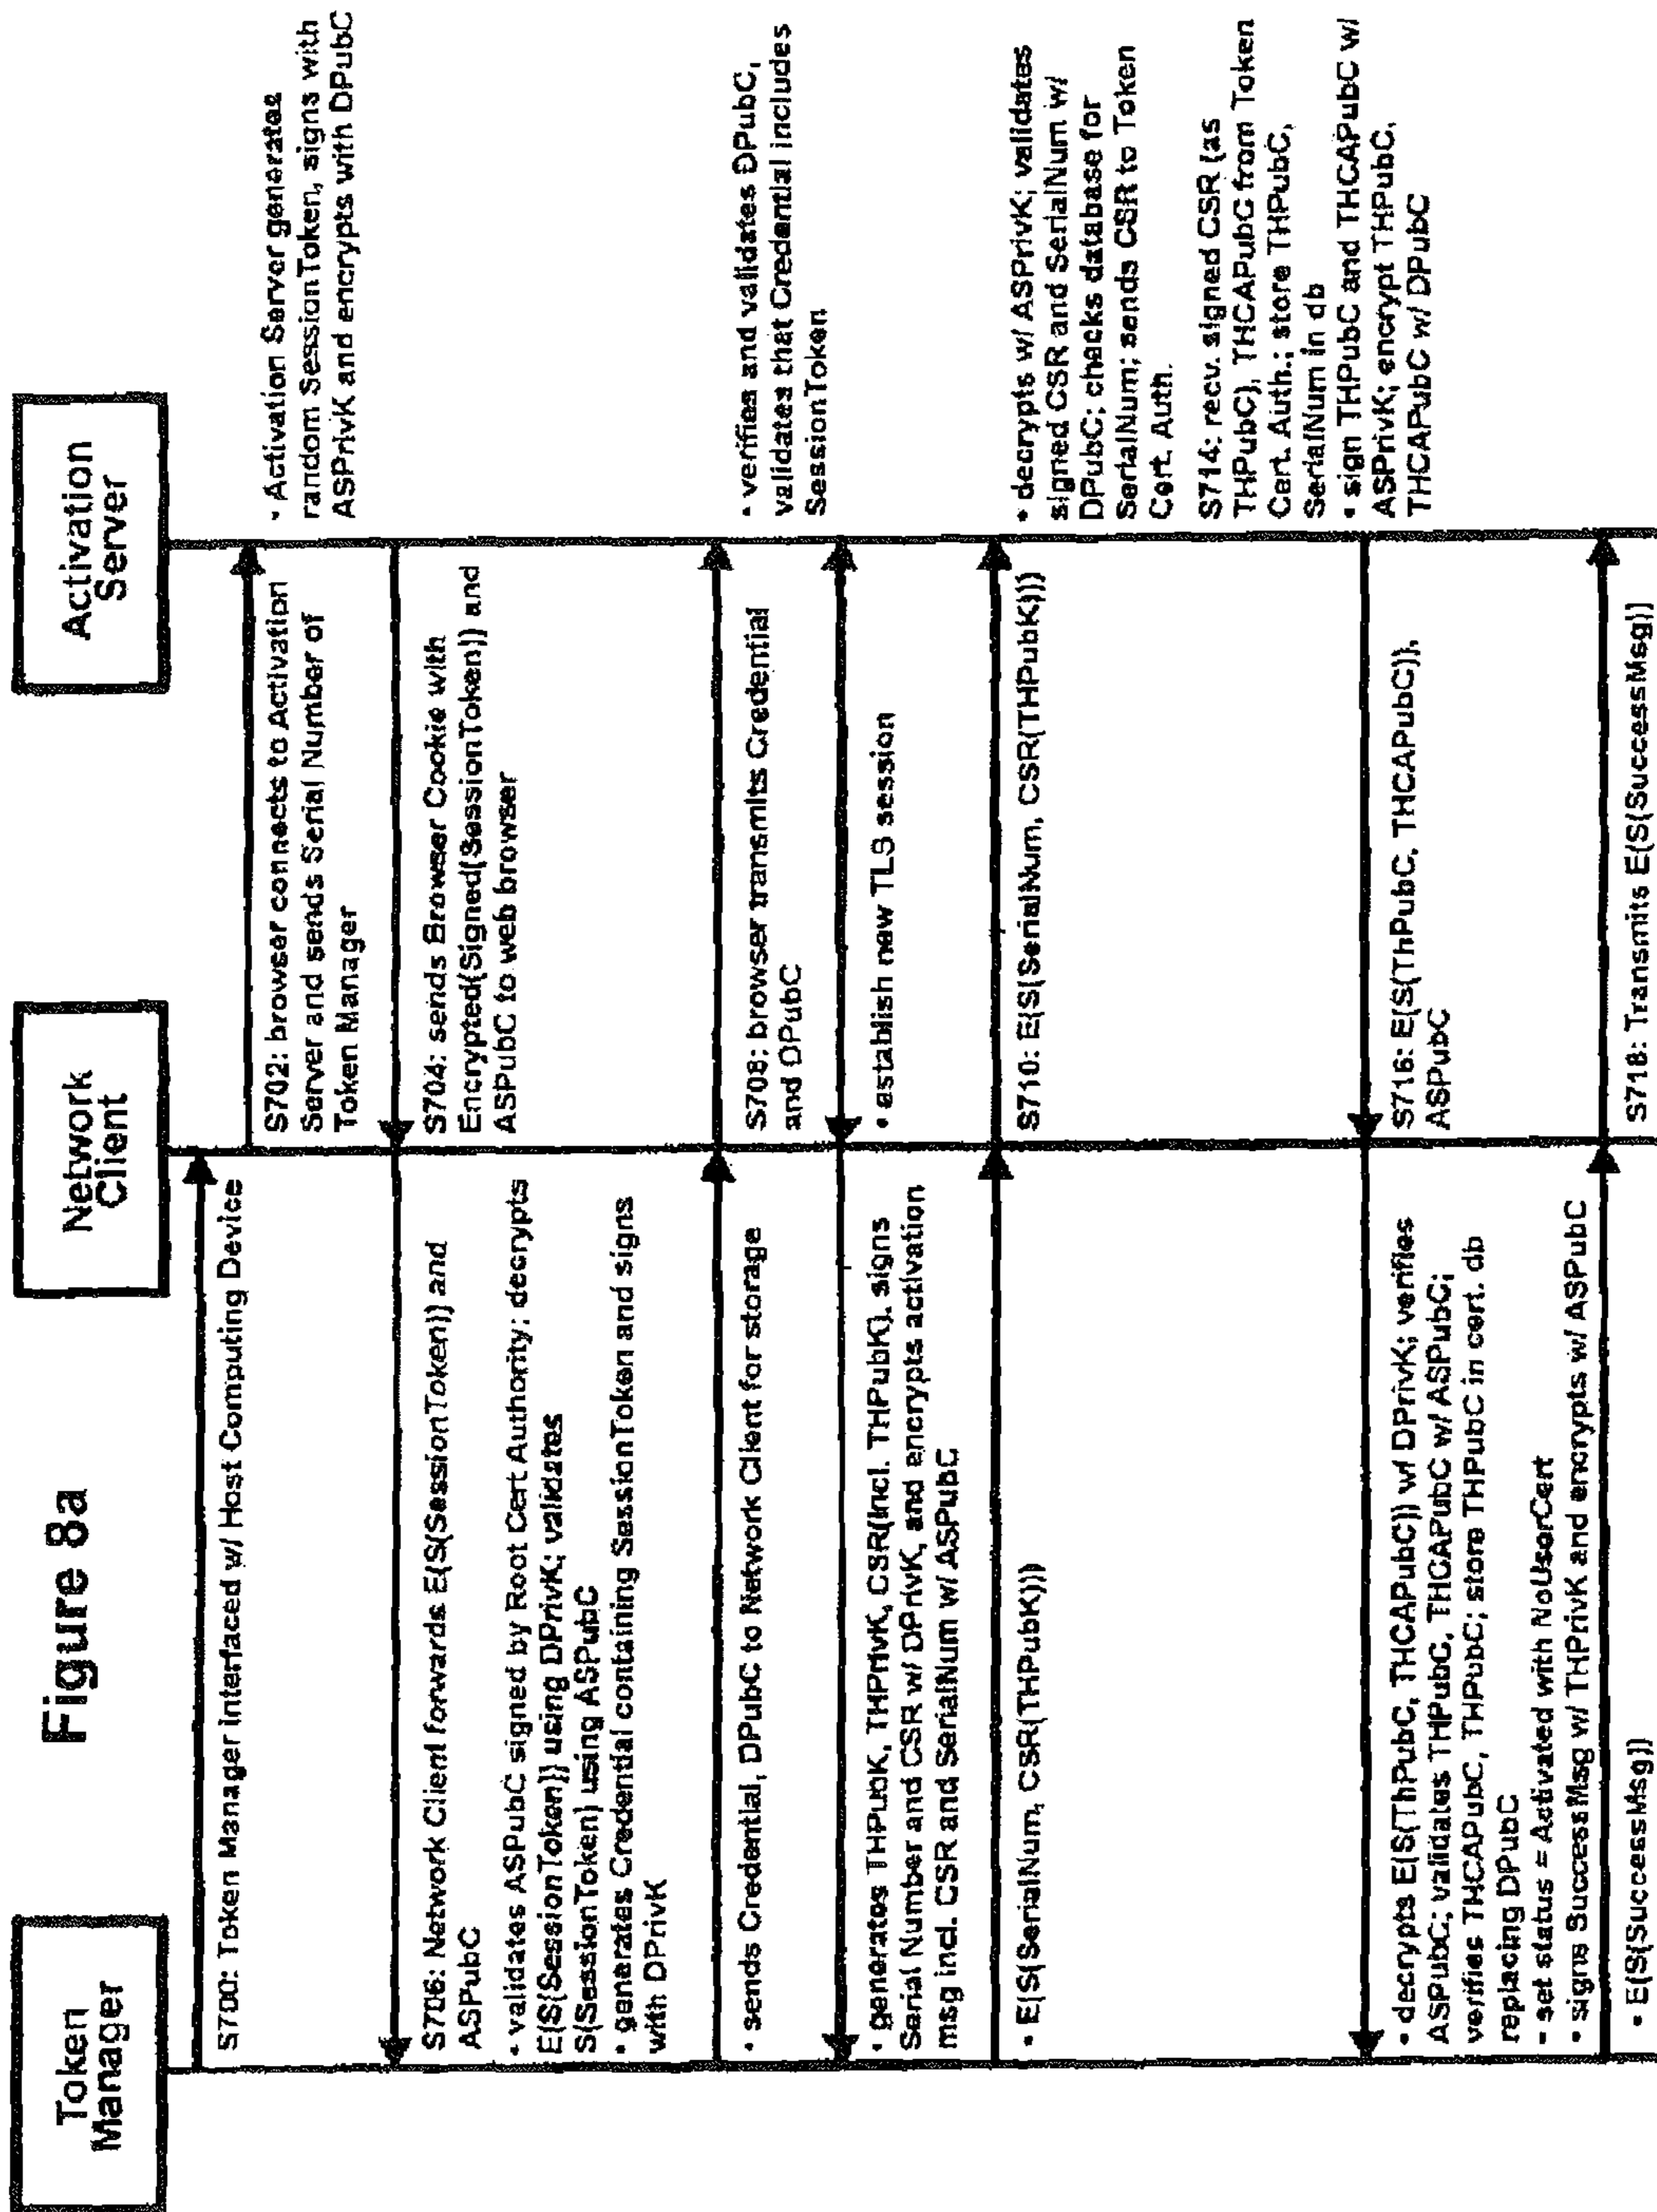 Figure 8a
Token
Manager
Network
Client
Activation
Server
S700: Token Manager Interfaced w/ Host Computing Device
S702: browser connects to Activation
Server and sends Serial Number of
Token Manager
• Activation Server generates
random SessionToken, signs with
ASPrivK and encrypts with DPubC
S704: sends Browser Cookie with
Encrypted(Signed(SessionToken)) and
ASPubC to web browser
S706: Network Client forwards E(S(SessionToken)) and
ASPubC
• validates ASPubC signed by Root Cert Authority; decrypts
E(S(SessionToken)) using DPrivK; validates
S(SessionToken) using ASPubC
• generates Credential containing SessionToken and signs
with DPrivK
• sends Credential, DPubC to Network Client for storage
S708: browser transmits Credential
and DPubC
• verifies and validates DPubC,
validates that Credential includes
SessionToken
• establish new TLS session
• generates THPubK, THPrivK, CSR(incl. THPubK). signs
Serial Number and CSR w/ DPrivK, and encrypts activation
msg incl. CSR and SerialNum w/ ASPubC
• E(S(SerialNum, CSR(THPubK)))
S710: E(S(SerialNum, CSR(THPubK)))
• decrypts w/ ASPrivK; validates
signed CSR and SerialNum w/
DPubC; checks database for
SerialNum; sends CSR to Token
Cert. Auth.
S714: recv. signed CSR (as
THPubC), THCAPubC from Token
Cert. Auth.; store THPubC,
SerialNum in db
• sign THPubC and THCAPubC w/
ASPrivK; encrypt THPubC,
THCAPubC w/ DPubC
S716: E(S(ThPubC, THCAPubC)),
ASPubC
• decrypts E(S(ThPubC, THCAPubC)) w/ DPrivK; verifies
ASPubC; validates THPubC, THCAPubC w/ ASPubC;
verifies THCAPubC, THPubC; store THPubC in cert. db
replacing DPubC
- set status = Activated with NoUserCert
• signs SuccessMsg w/ THPrivK and encrypts w/ ASPubC
• E(S(SuccessMsg))
S718: Transmits E(S(SuccessMsg))